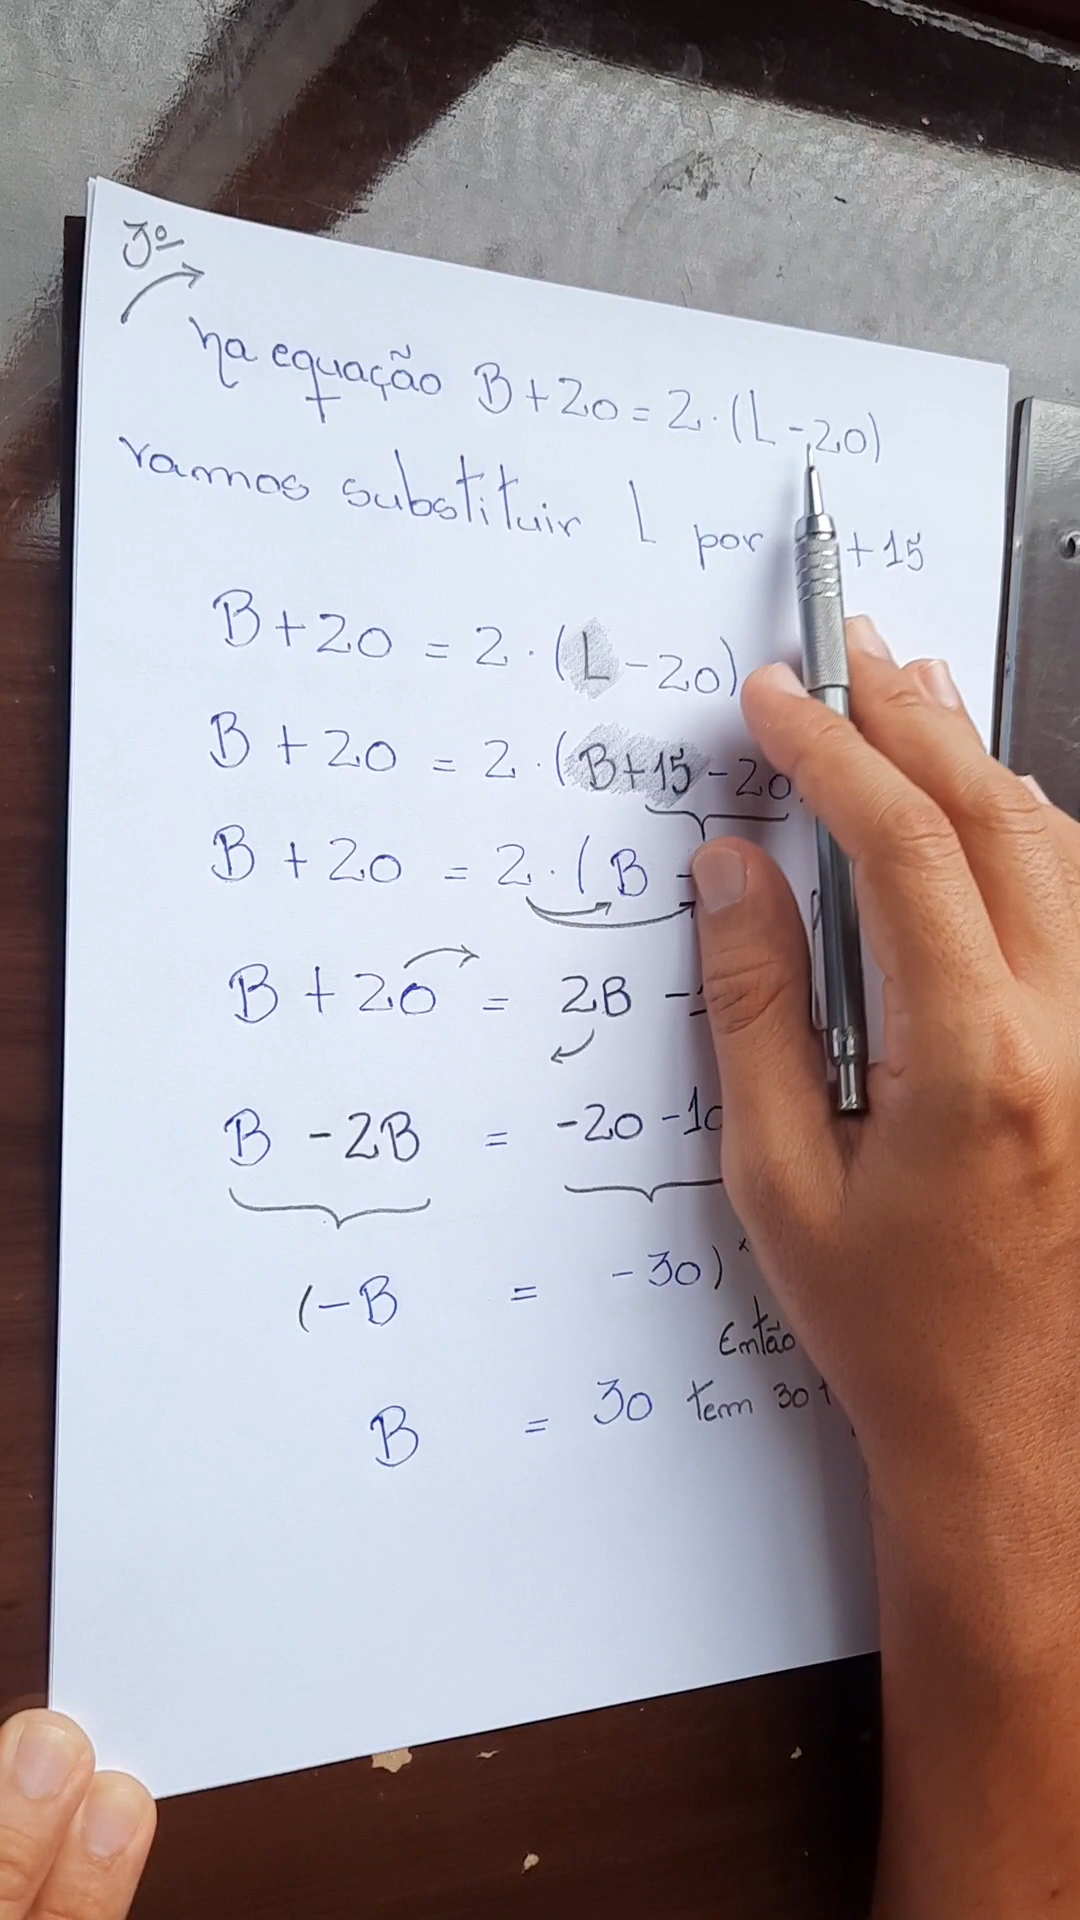 3º
na equação B+20=2·(L-20)
vamos substituir L por +15
B+20 = 2·(L-20)
B+20 = 2·(B+15-20
B+20 = 2·(B -
B+20 = 2B -
B -2B = -20 -10
(-B = -30)
Então
B = 30 tem 30